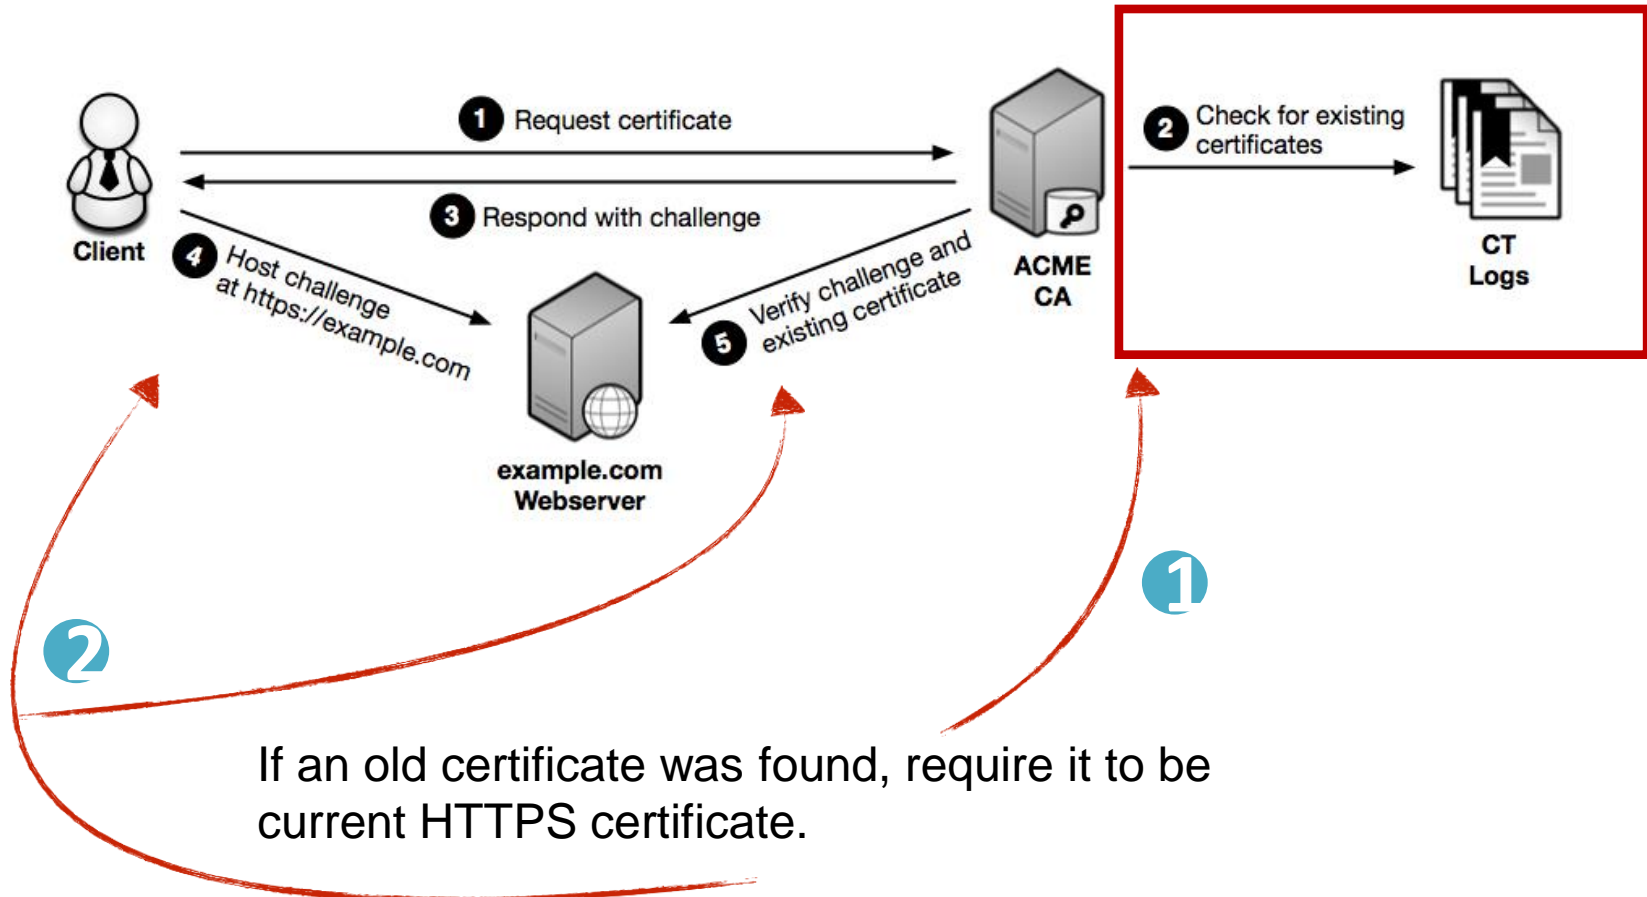 1 Request certificate
2 Check for existing
certificates
3 Respond with challenge
Client
4 Host challenge
at https://example.com
5 Verify challenge and
existing certificate
ACME
CA
CT
Logs
example.com
Webserver
1
2
If an old certificate was found, require it to be
current HTTPS certificate.